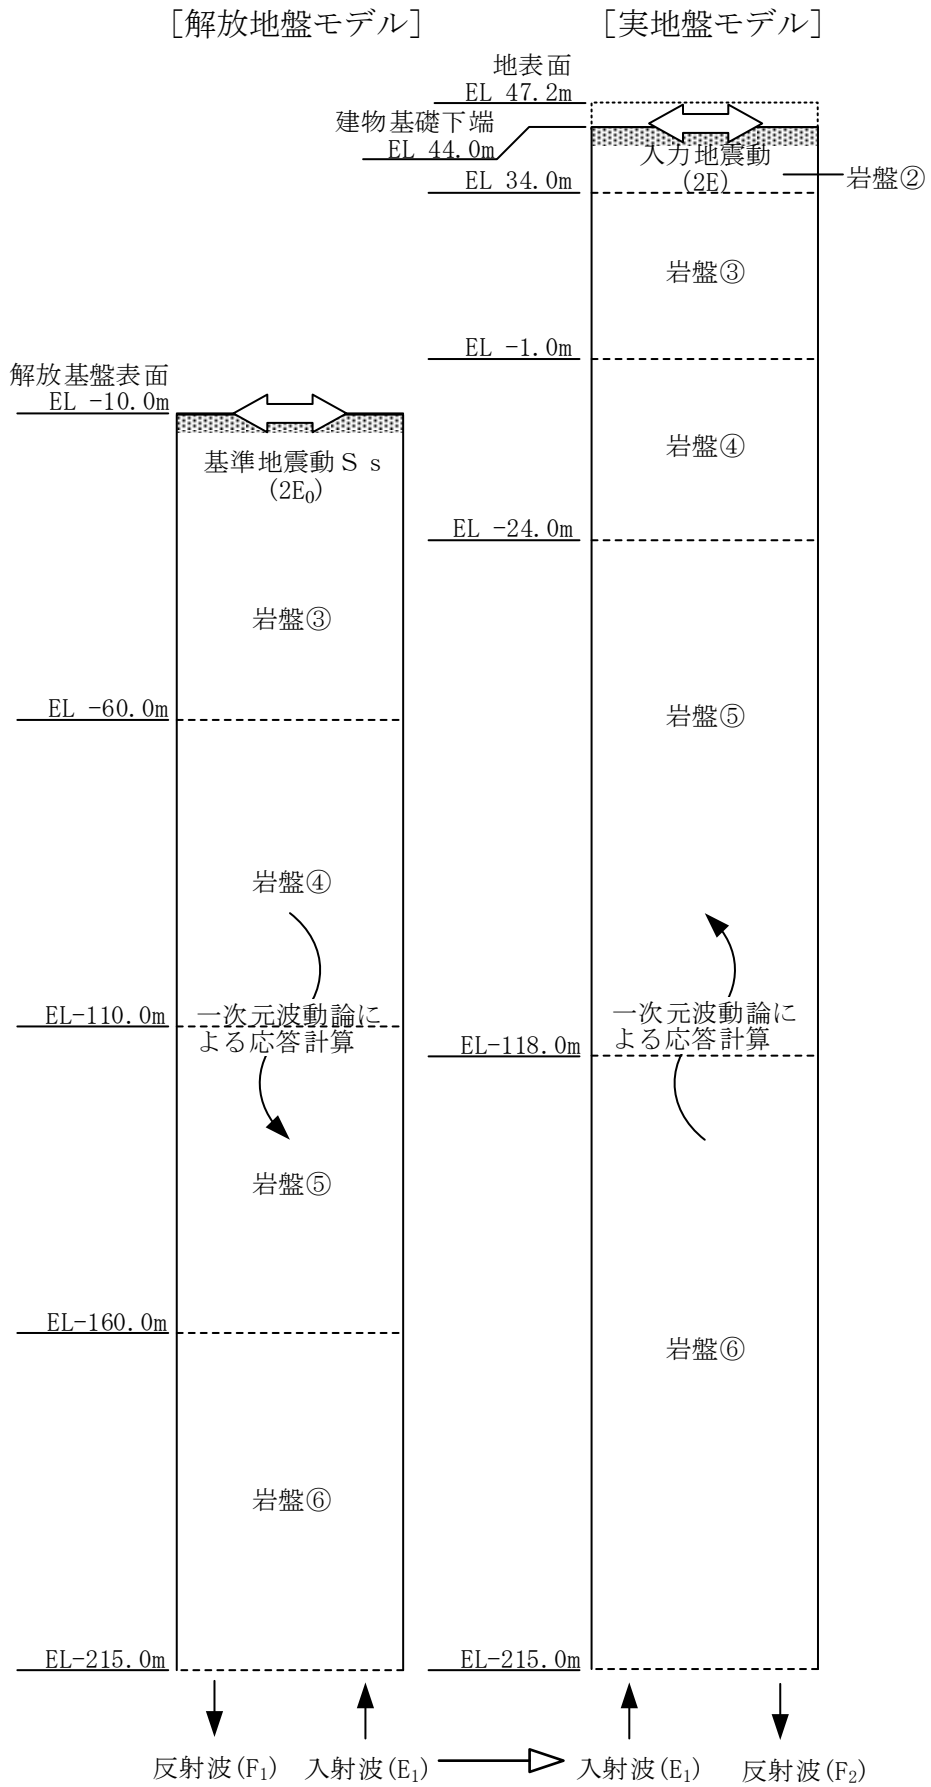 ［解放地盤モデル］
［実地盤モデル］
地表面
EL 47.2m
建物基礎下端
EL 44.0m
入力地震動
(2E)
岩盤②
EL 34.0m
岩盤③
EL -1.0m
解放基盤表面
EL -10.0m
岩盤④
基準地震動Ｓｓ
(2E₀)
EL -24.0m
岩盤③
EL -60.0m
岩盤⑤
岩盤④
EL-110.0m
一次元波動論に
よる応答計算
一次元波動論に
よる応答計算
EL-118.0m
岩盤⑤
EL-160.0m
岩盤⑥
岩盤⑥
EL-215.0m
EL-215.0m
反射波(F₁)
入射波(E₁)
入射波(E₁)
反射波(F₂)